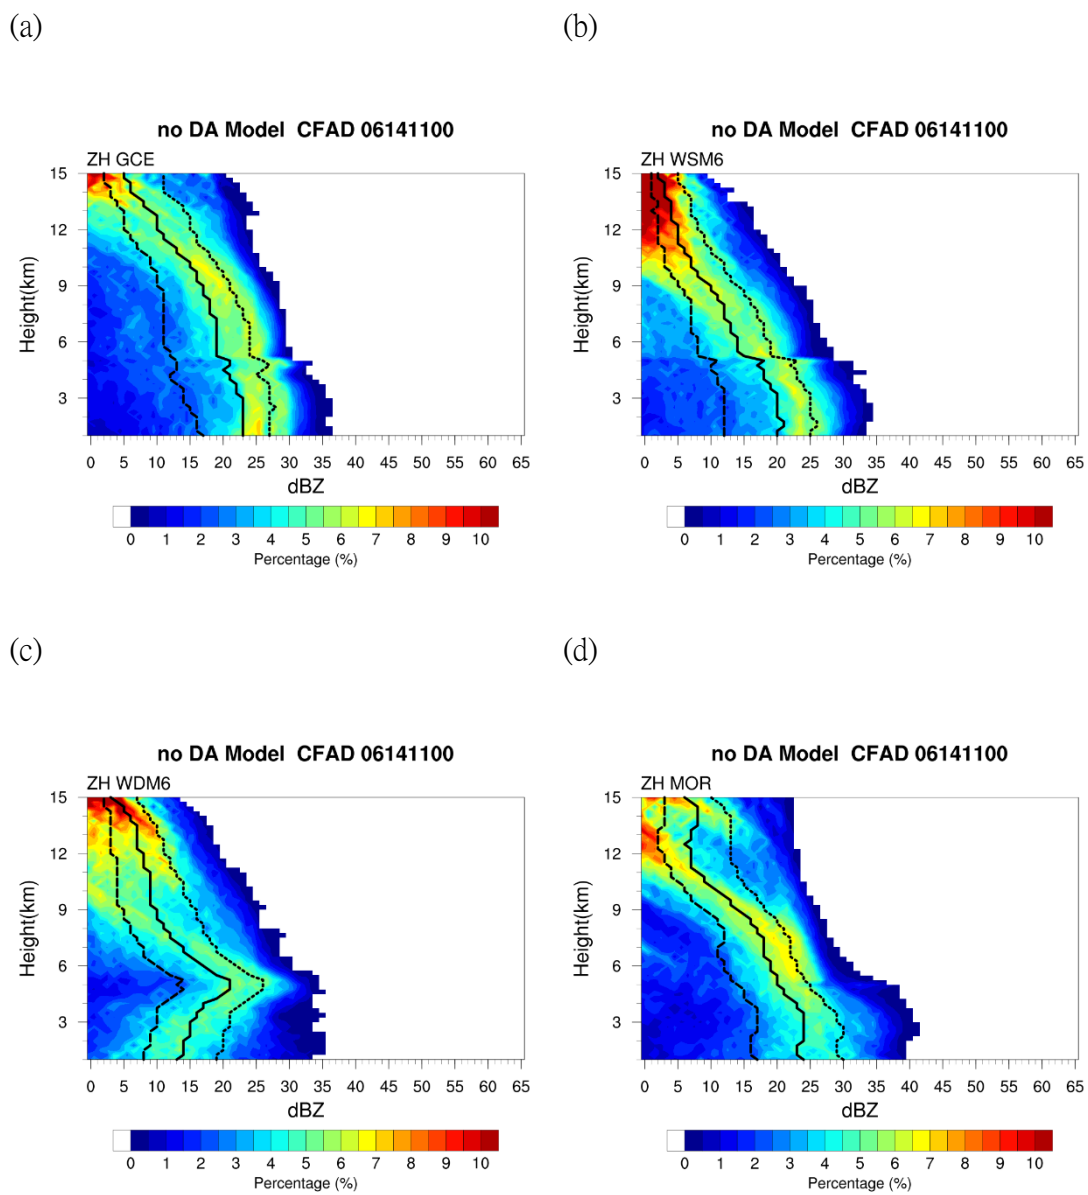 (a)
(b)
no DA Model  CFAD 06141100
no DA Model  CFAD 06141100
ZH GCE
ZH WSM6
15
12
9
6
3
Height(km)
0 5 10 15 20 25 30 35 40 45 50 55 60 65
dBZ
0 1 2 3 4 5 6 7 8 9 10
Percentage (%)
15
12
9
6
3
Height(km)
0 5 10 15 20 25 30 35 40 45 50 55 60 65
dBZ
0 1 2 3 4 5 6 7 8 9 10
Percentage (%)
(c)
(d)
no DA Model  CFAD 06141100
no DA Model  CFAD 06141100
ZH WDM6
ZH MOR
15
12
9
6
3
Height(km)
0 5 10 15 20 25 30 35 40 45 50 55 60 65
dBZ
0 1 2 3 4 5 6 7 8 9 10
Percentage (%)
15
12
9
6
3
Height(km)
0 5 10 15 20 25 30 35 40 45 50 55 60 65
dBZ
0 1 2 3 4 5 6 7 8 9 10
Percentage (%)